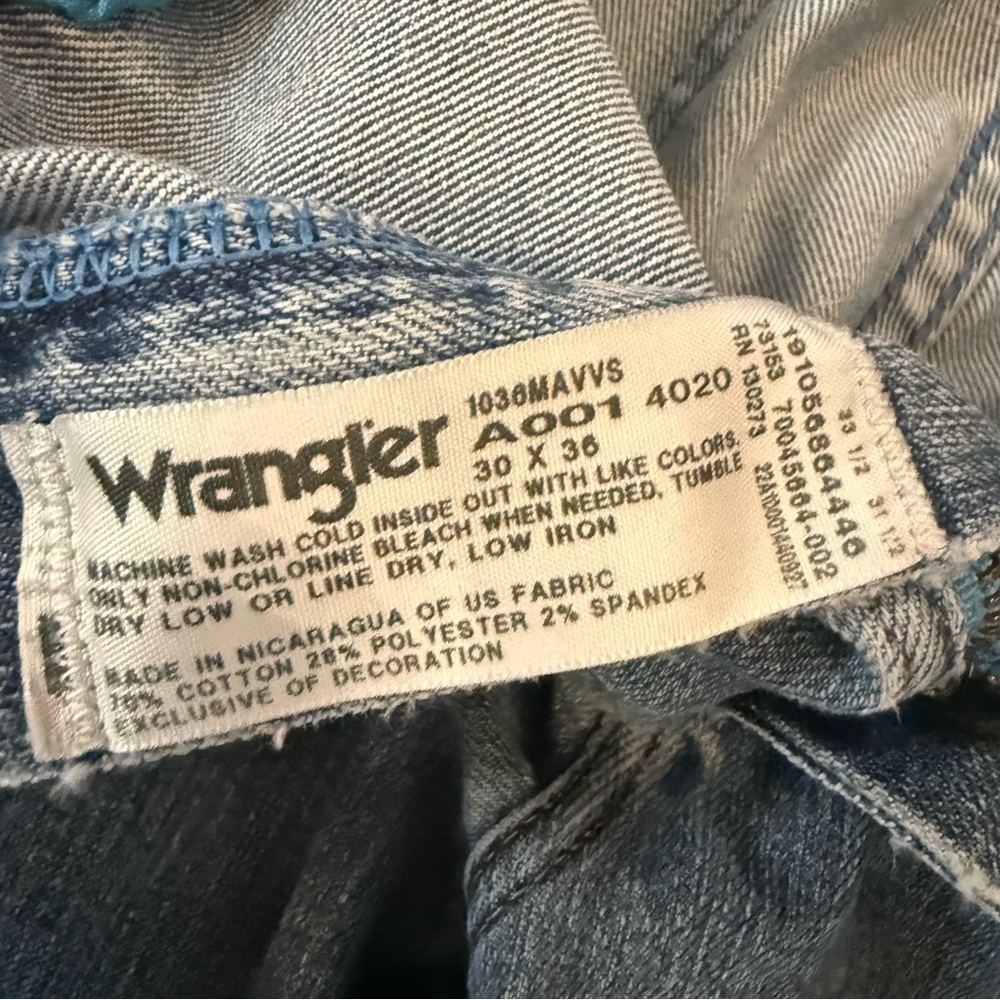 Wrangler
1036MAVVS
A001 4020
30 X 36
MACHINE WASH COLD INSIDE OUT WITH LIKE COLORS.
ONLY NON-CHLORINE BLEACH WHEN NEEDED. TUMBLE
DRY LOW OR LINE DRY, LOW IRON
MADE IN NICARAGUA OF US FABRIC
70% COTTON 28% POLYESTER 2% SPANDEX
EXCLUSIVE OF DECORATION
33 1/2 31 1/2
191056864446
73153 70045664-002
RN 130273